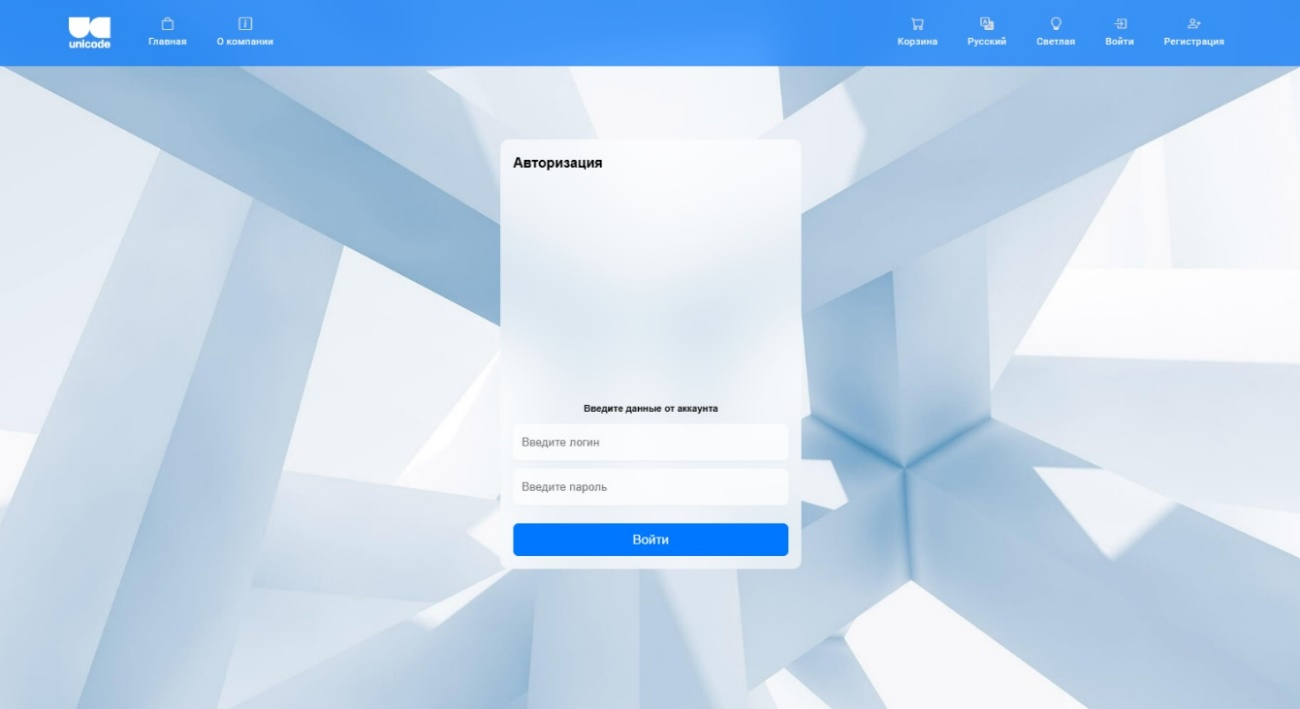 unicode
Главная
О компании
Корзина
Русский
Светлая
Войти
Регистрация
Авторизация
Введите данные от аккаунта
Введите логин
Введите пароль
Войти